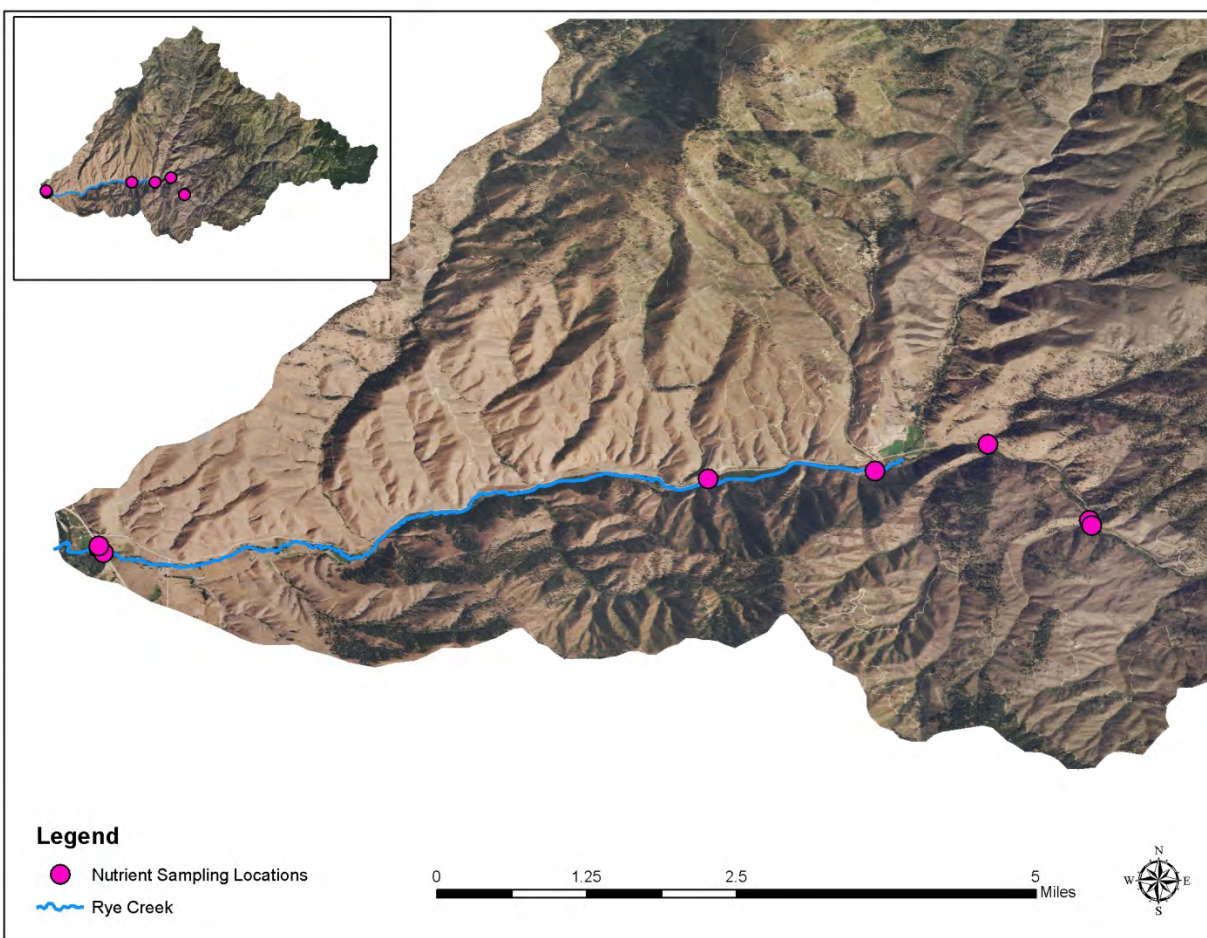 Legend
Nutrient Sampling Locations
Rye Creek
0 1.25 2.5 5
Miles
N
W E
S